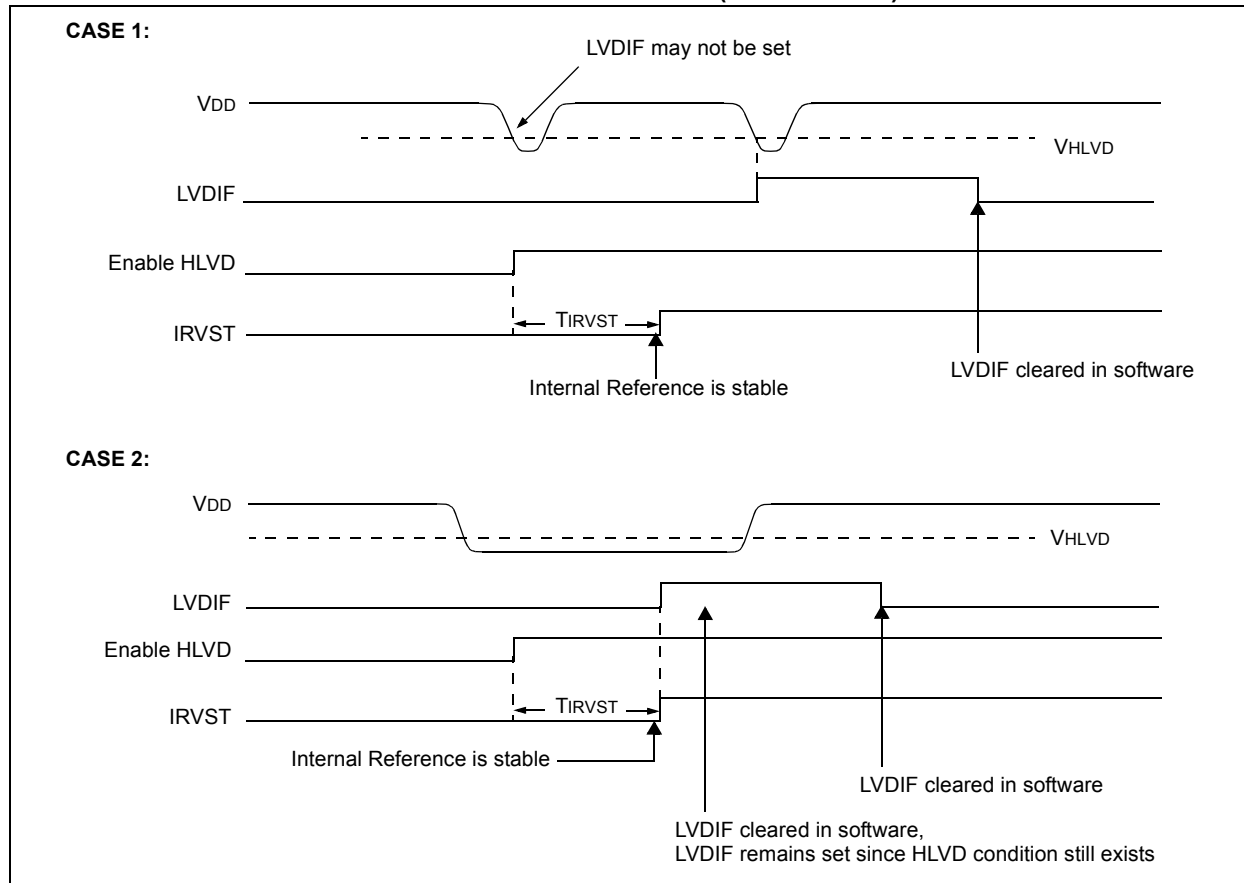 CASE 1:
LVDIF may not be set
VDD
VHLVD
LVDIF
Enable HLVD
TIRVST
IRVST
Internal Reference is stable
LVDIF cleared in software
CASE 2:
VDD
VHLVD
LVDIF
Enable HLVD
TIRVST
IRVST
Internal Reference is stable
LVDIF cleared in software
LVDIF cleared in software,
LVDIF remains set since HLVD condition still exists